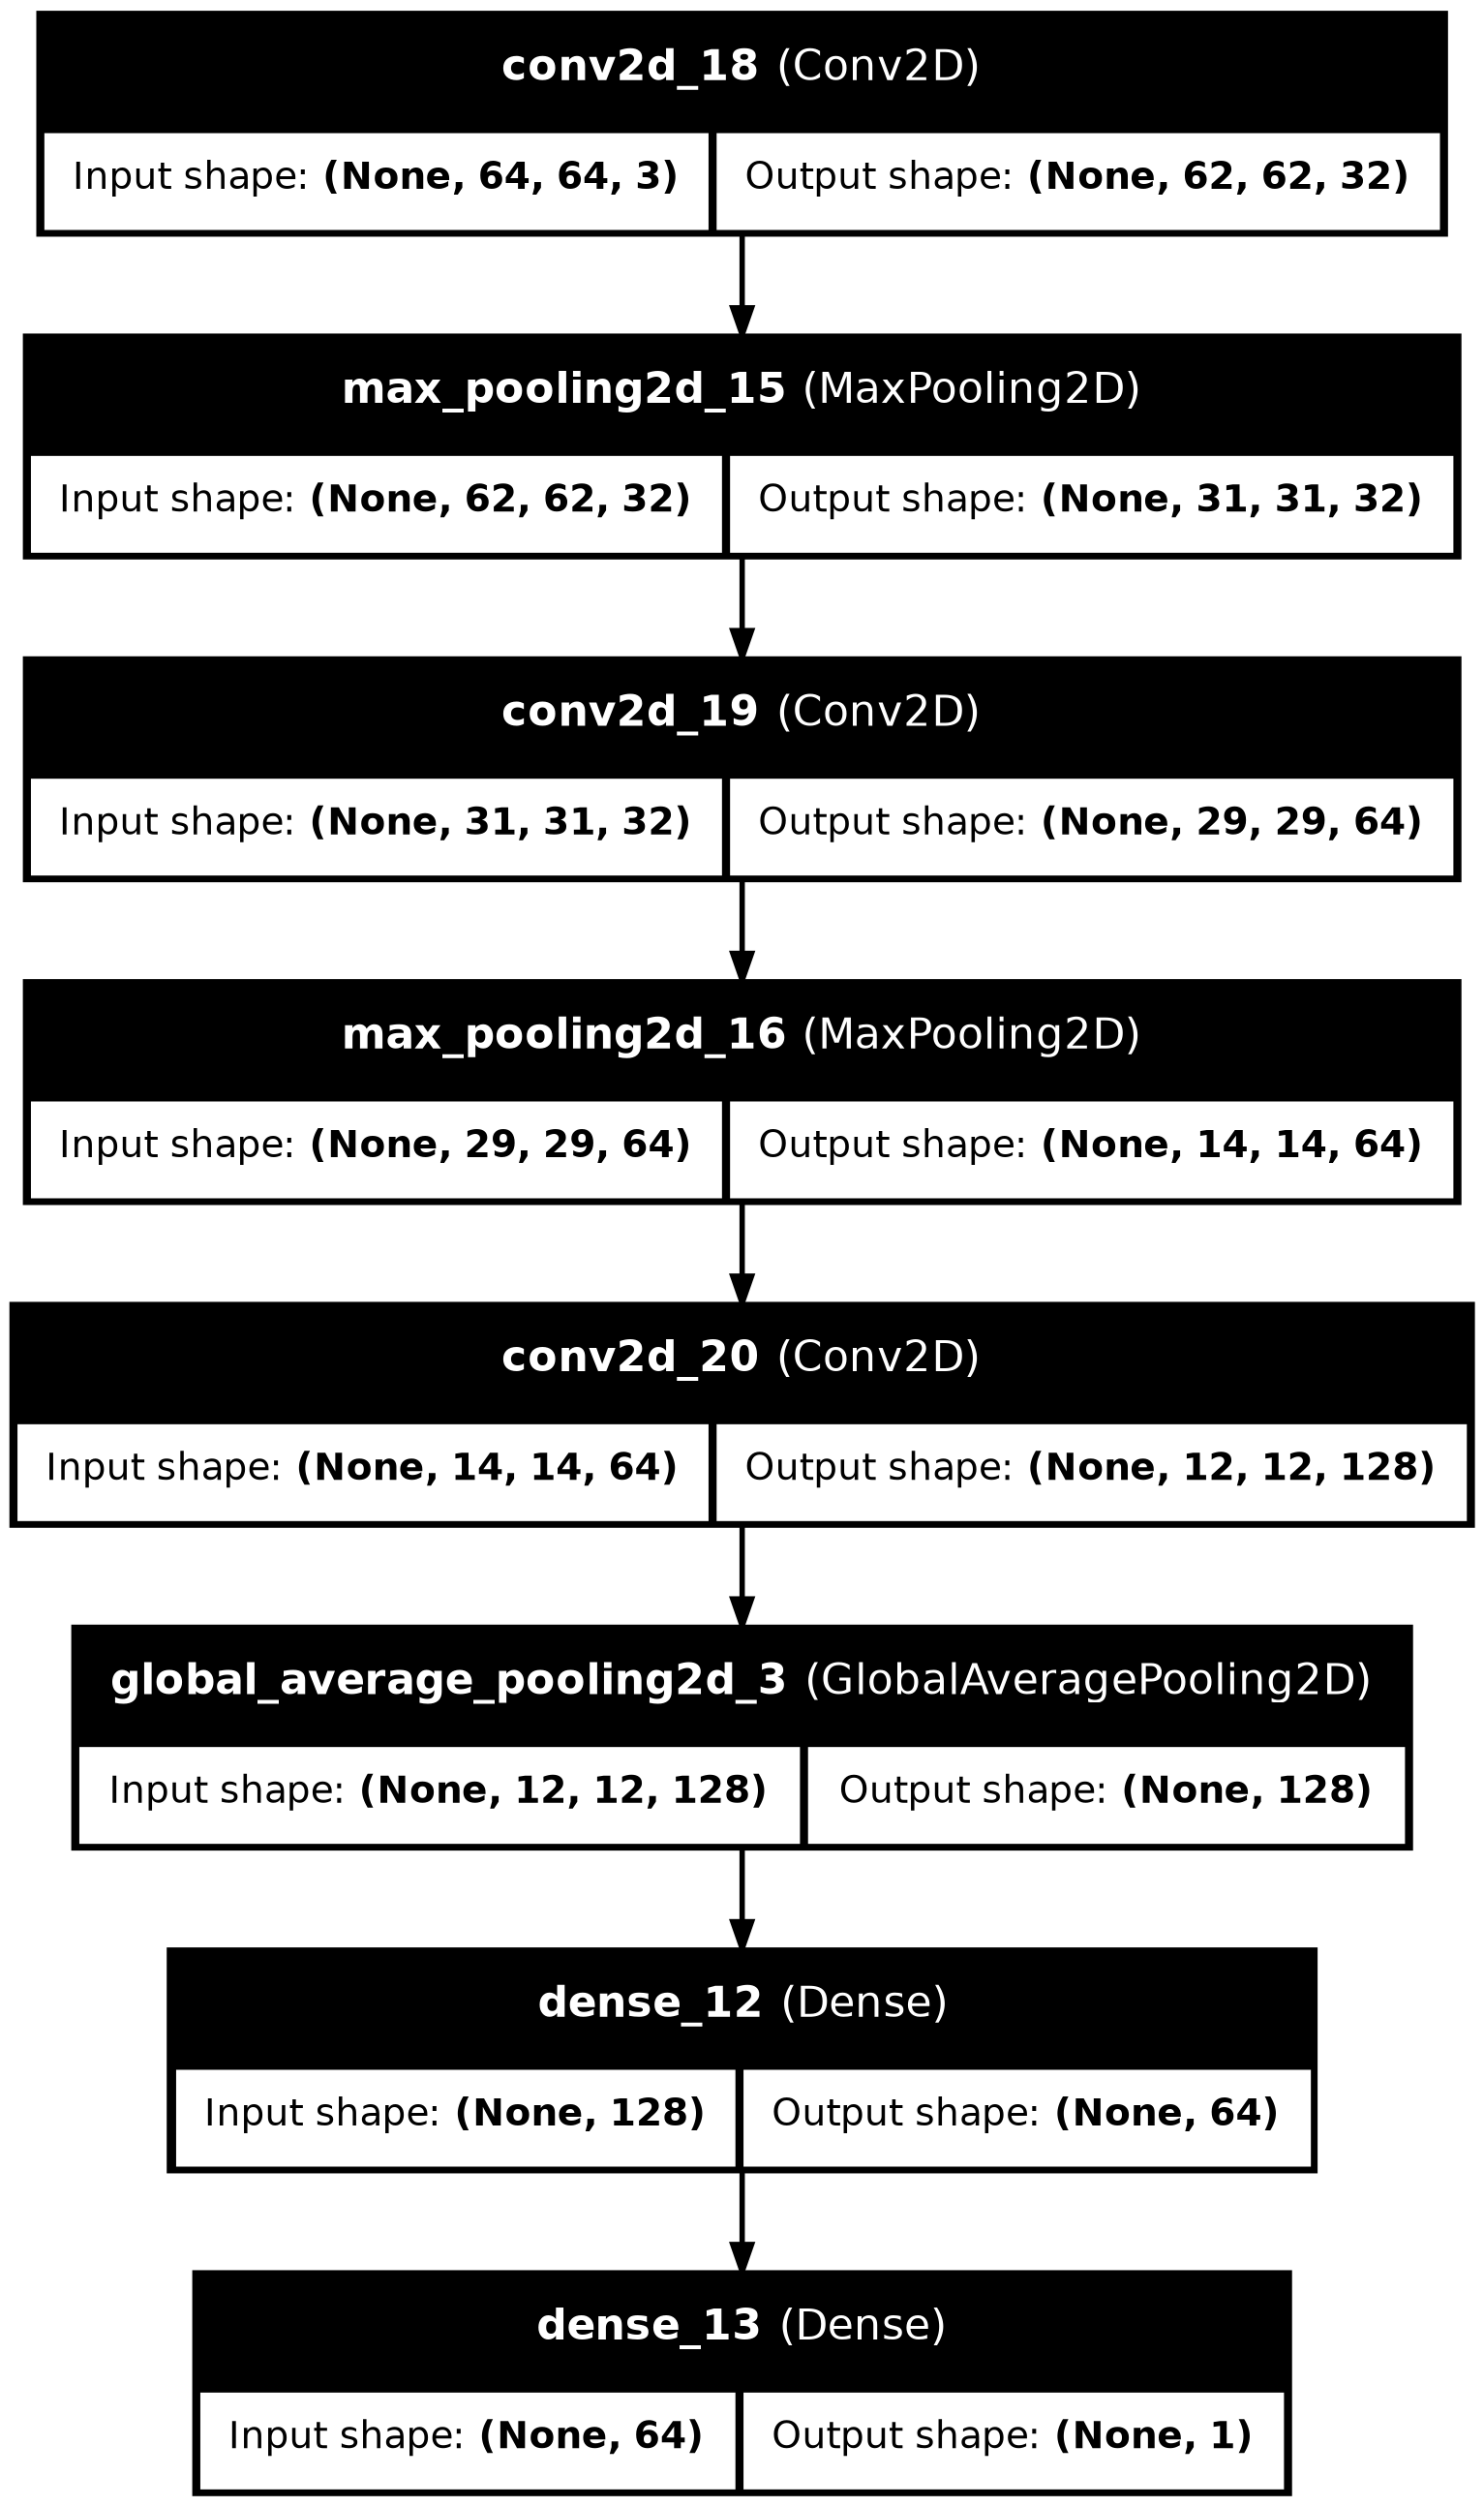 conv2d_18 (Conv2D)
Input shape: (None, 64, 64, 3) Output shape: (None, 62, 62, 32)
max_pooling2d_15 (MaxPooling2D)
Input shape: (None, 62, 62, 32) Output shape: (None, 31, 31, 32)
conv2d_19 (Conv2D)
Input shape: (None, 31, 31, 32) Output shape: (None, 29, 29, 64)
max_pooling2d_16 (MaxPooling2D)
Input shape: (None, 29, 29, 64) Output shape: (None, 14, 14, 64)
conv2d_20 (Conv2D)
Input shape: (None, 14, 14, 64) Output shape: (None, 12, 12, 128)
global_average_pooling2d_3 (GlobalAveragePooling2D)
Input shape: (None, 12, 12, 128) Output shape: (None, 128)
dense_12 (Dense)
Input shape: (None, 128) Output shape: (None, 64)
dense_13 (Dense)
Input shape: (None, 64) Output shape: (None, 1)